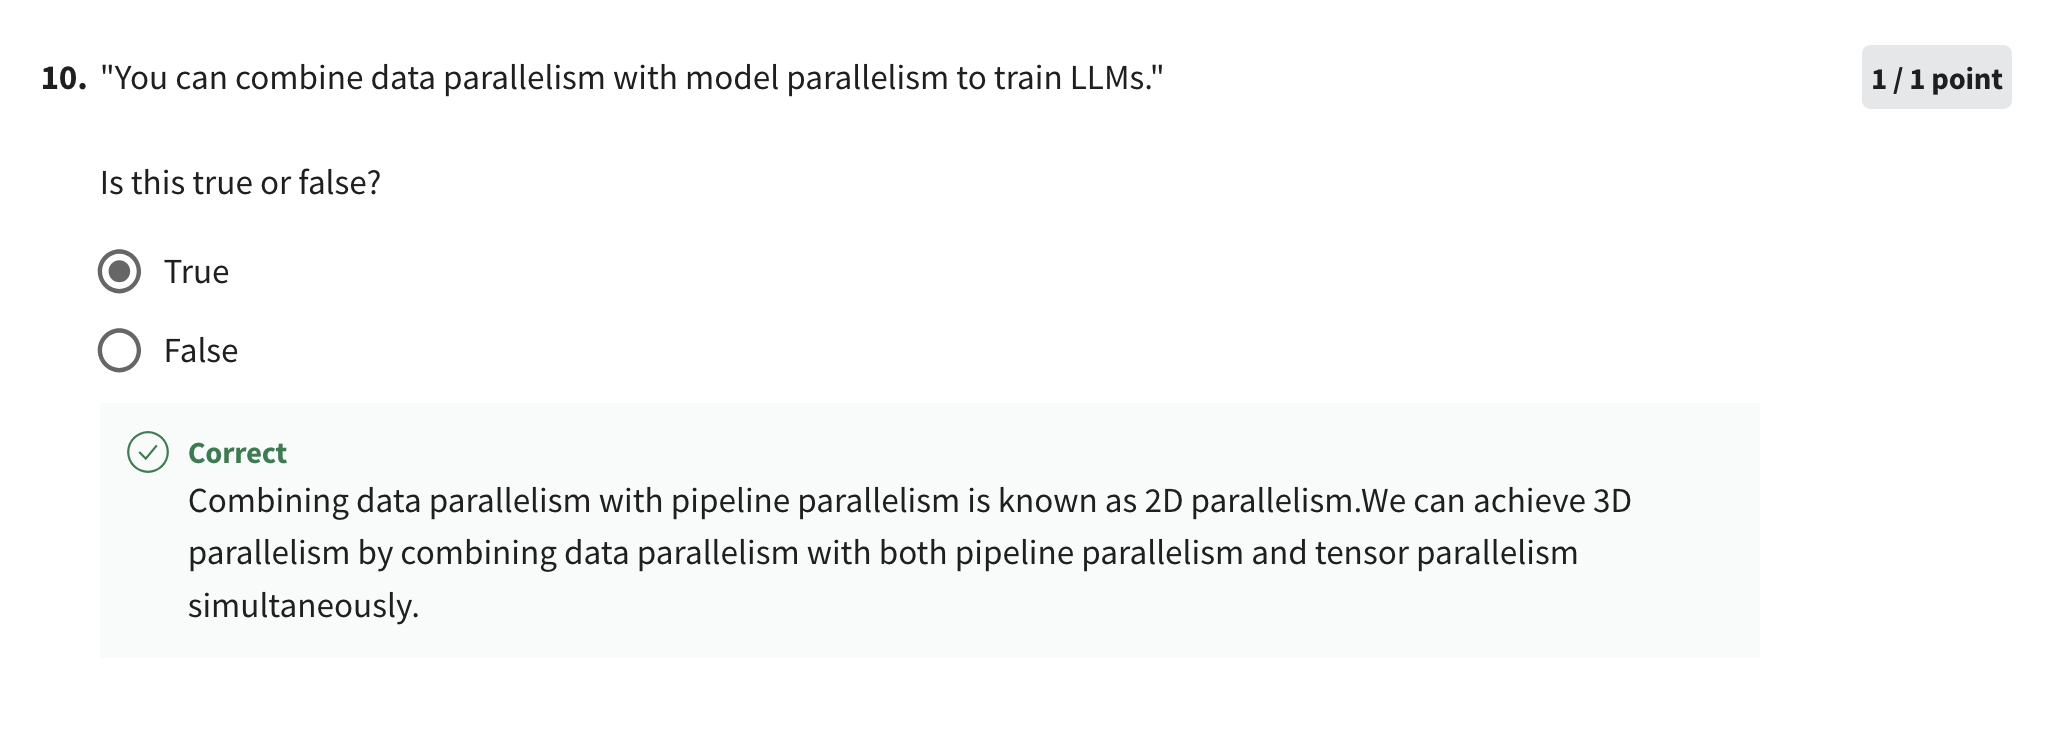 10. "You can combine data parallelism with model parallelism to train LLMs."
1 / 1 point
Is this true or false?
True
False
Correct
Combining data parallelism with pipeline parallelism is known as 2D parallelism.We can achieve 3D
parallelism by combining data parallelism with both pipeline parallelism and tensor parallelism
simultaneously.